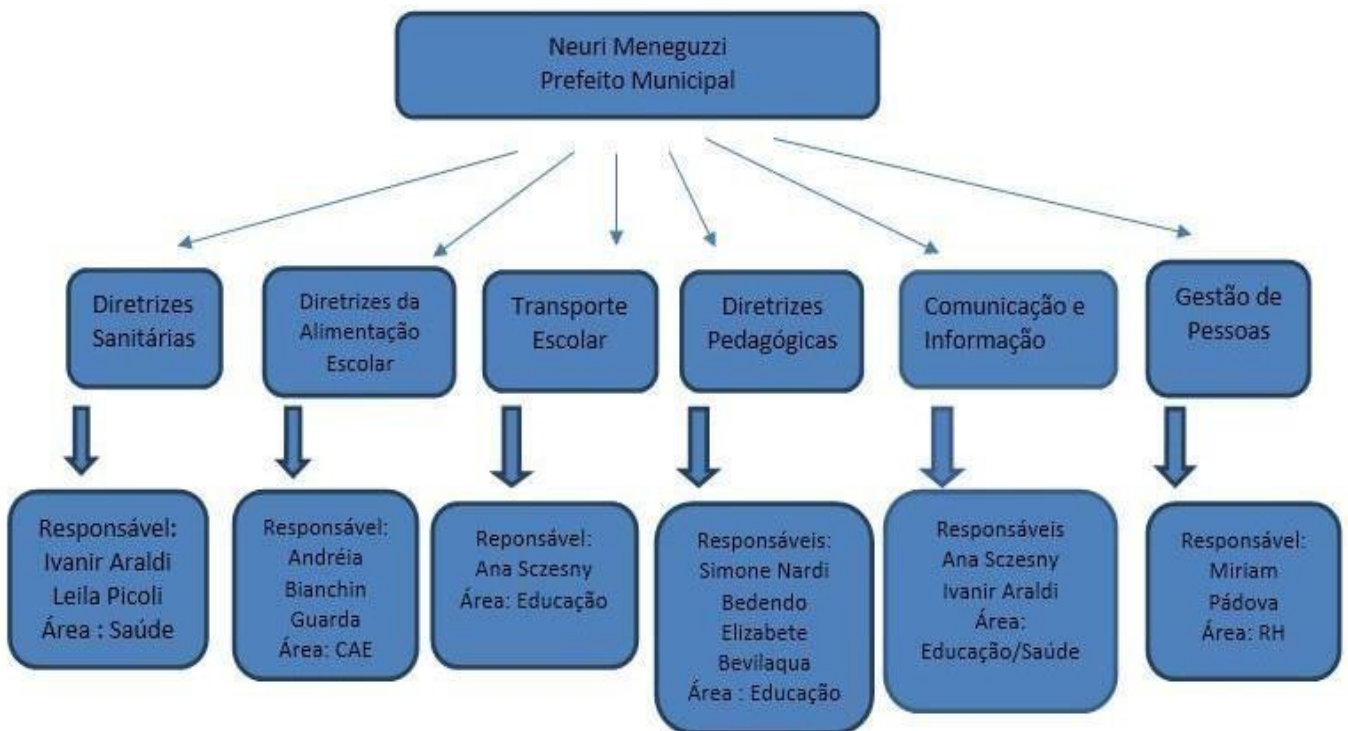 Neuri Meneguzzi
Prefeito Municipal
Diretrizes
Sanitárias
Diretrizes da
Alimentação
Escolar
Transporte
Escolar
Diretrizes
Pedagógicas
Comunicação e
Informação
Gestão de
Pessoas
Responsável:
Ivanir Araldi
Leila Picoli
Área : Saúde
Responsável:
Andréia
Bianchin
Guarda
Área: CAE
Reponsável:
Ana Sczesny
Área: Educação
Responsáveis:
Simone Nardi
Bedendo
Elizabete
Bevilaqua
Área : Educação
Responsáveis
Ana Sczesny
Ivanir Araldi
Área:
Educação/Saúde
Responsável:
Miriam
Pádova
Área: RH